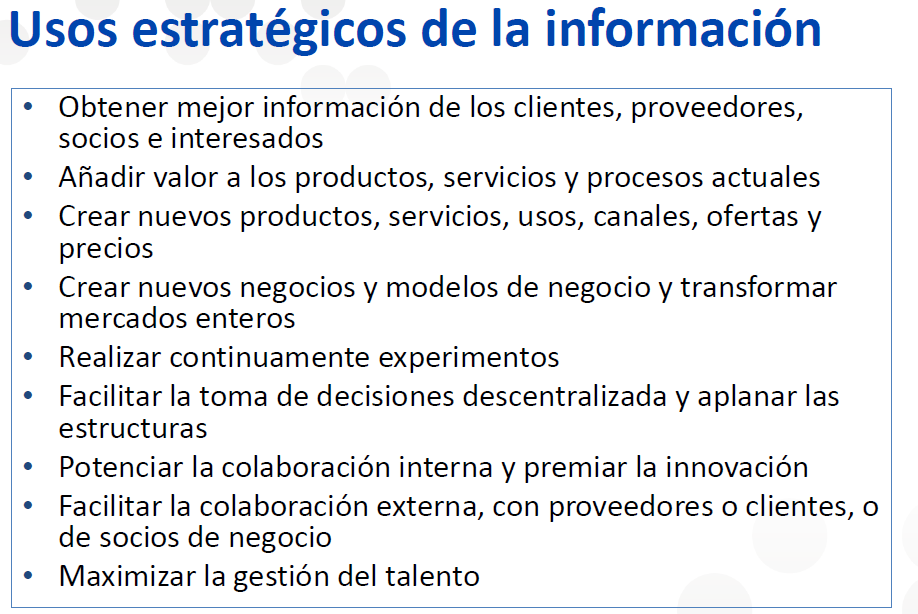 Usos estratégicos de la información
• Obtener mejor información de los clientes, proveedores,
socios e interesados
• Añadir valor a los productos, servicios y procesos actuales
• Crear nuevos productos, servicios, usos, canales, ofertas y
precios
• Crear nuevos negocios y modelos de negocio y transformar
mercados enteros
• Realizar continuamente experimentos
• Facilitar la toma de decisiones descentralizada y aplanar las
estructuras
• Potenciar la colaboración interna y premiar la innovación
• Facilitar la colaboración externa, con proveedores o clientes, o
de socios de negocio
• Maximizar la gestión del talento